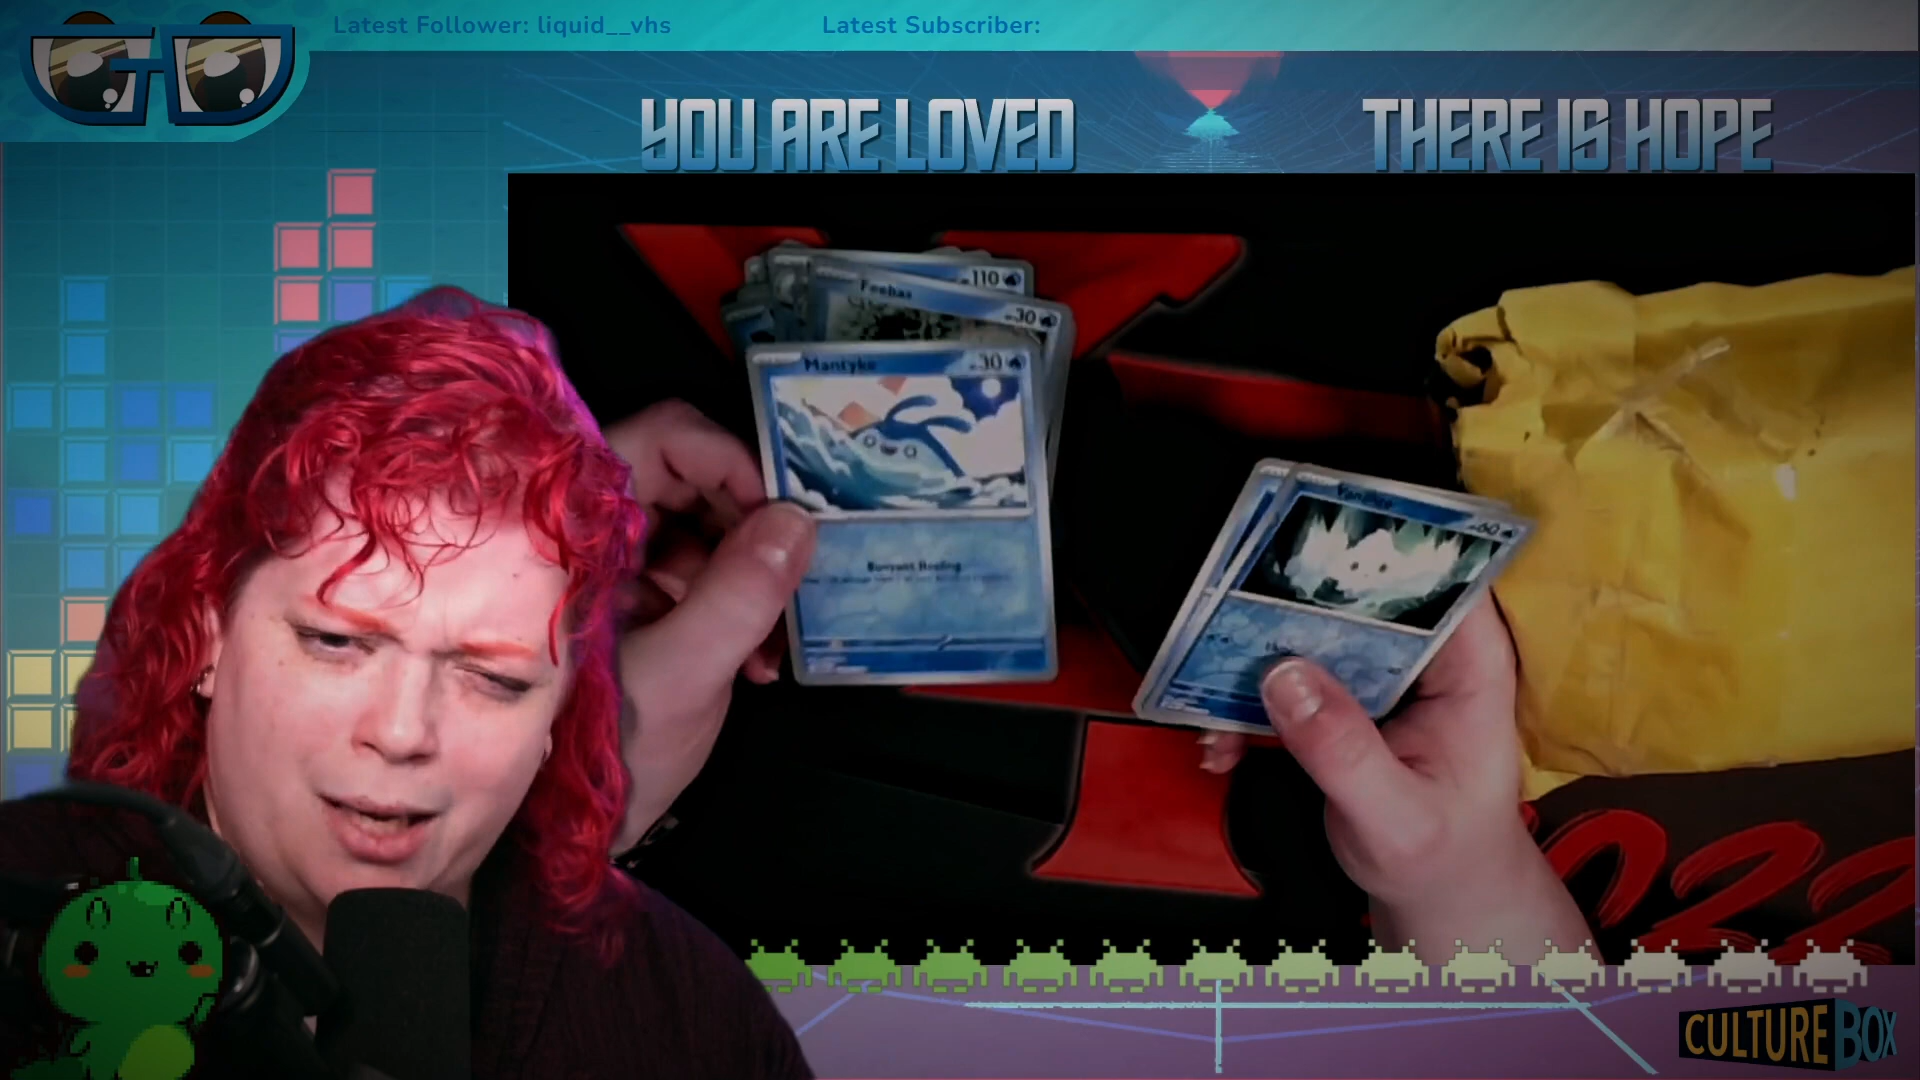 Latest Follower: liquid__vhs
Latest Subscriber:
YOU ARE LOVED
THERE IS HOPE
110
Feebas
30
Mantyke
30
Buoyant Healing
60
2022
CULTURE BOX